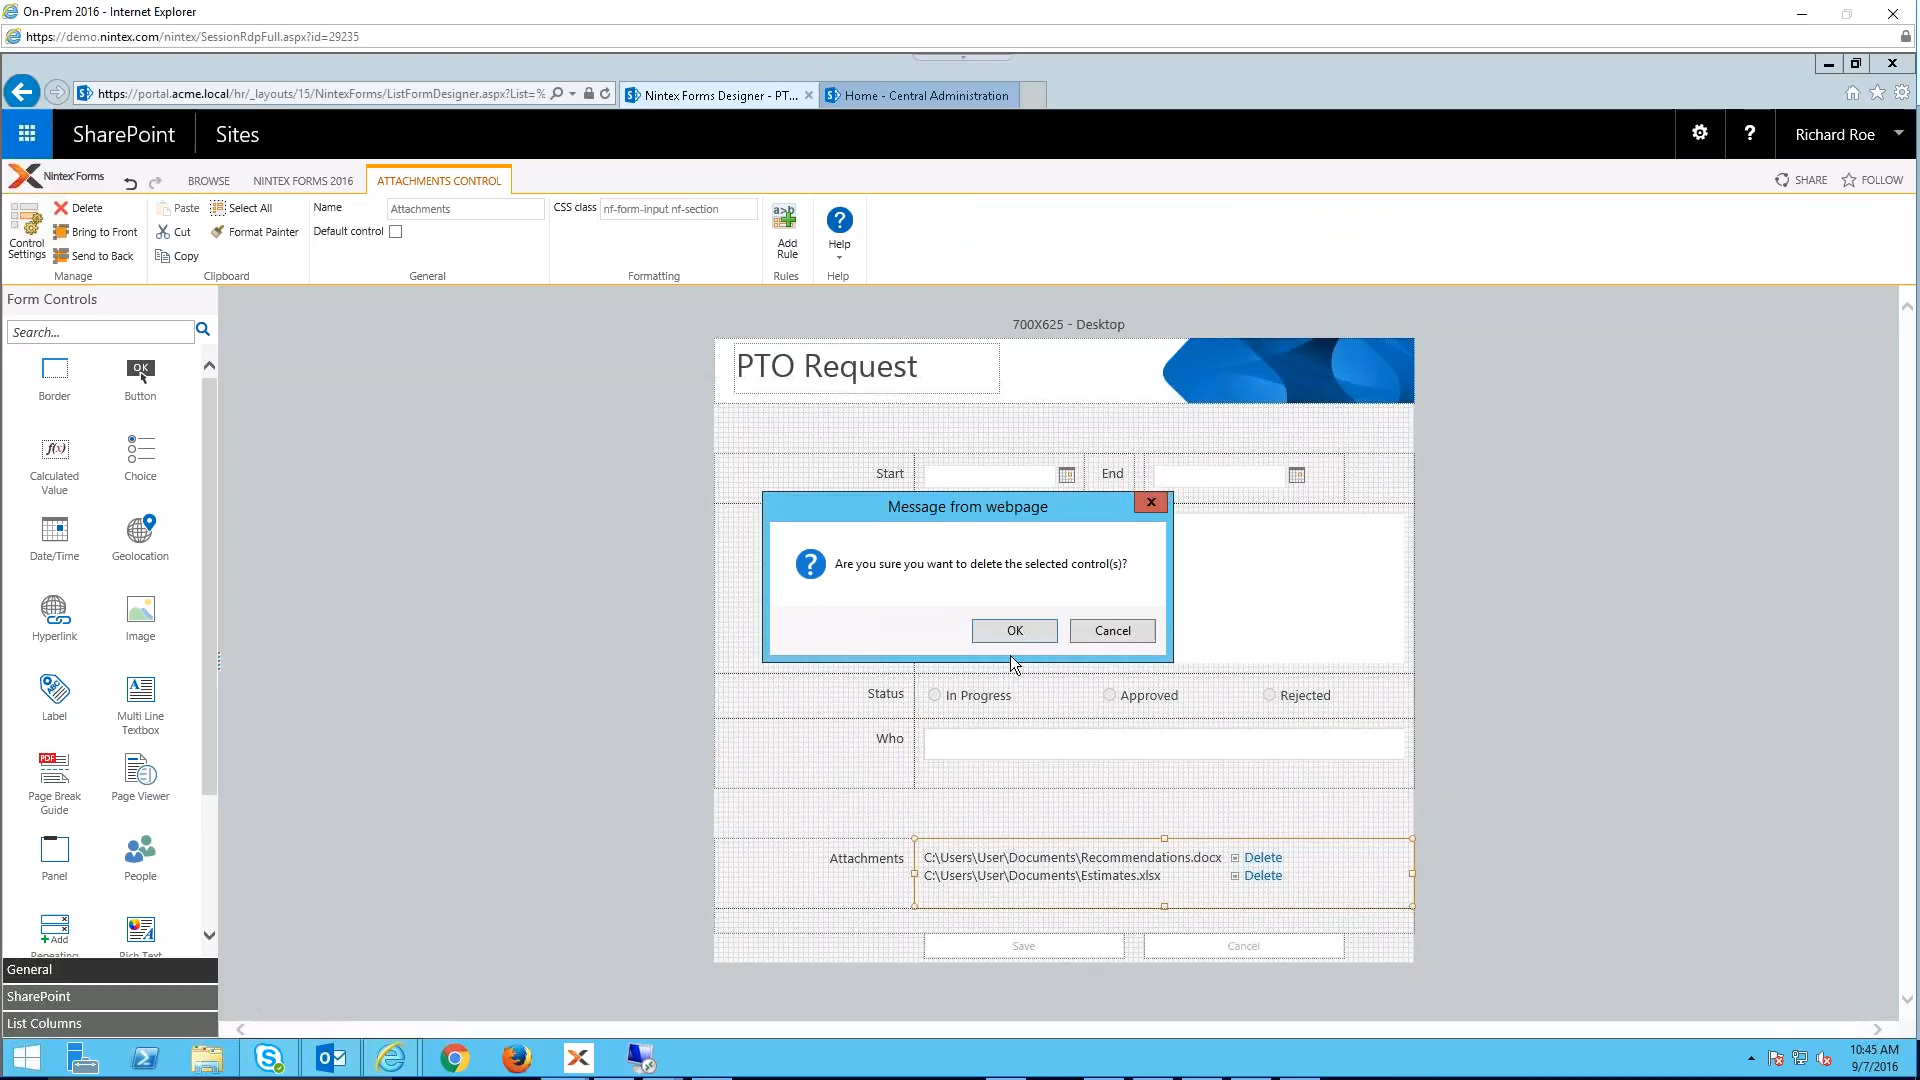 On-Prem 2016 - Internet Explorer
https://demo.nintex.com/nintex/SessionRdpFull.aspx?id=29235
https://portal.acme.local/hr/_layouts/15/NintexForms/ListFormDesigner.aspx?List=%
Nintex Forms Designer - PT...
Home - Central Administration
SharePoint
Sites
?
Richard Roe
Nintex Forms
BROWSE
NINTEX FORMS 2016
ATTACHMENTS CONTROL
SHARE
FOLLOW
Control Settings
Delete
Bring to Front
Send to Back
Manage
Paste
Cut
Copy
Select All
Format Painter
Clipboard
Name
Attachments
Default control
General
CSS class
nf-form-input nf-section
Formatting
a>b
Add Rule
Rules
?
Help
Help
Form Controls
Search...
700X625 - Desktop
OK
Border
Button
f(x)
Calculated Value
Choice
Date/Time
Geolocation
Hyperlink
Image
ABC
Label
Multi Line Textbox
PDF
Page Break Guide
Page Viewer
Panel
People
+Add
Repeating
Rich Text
General
SharePoint
List Columns
PTO Request
Start
End
Message from webpage
x
?
Are you sure you want to delete the selected control(s)?
OK
Cancel
Status
In Progress
Approved
Rejected
Who
Attachments
C:\Users\User\Documents\Recommendations.docx
Delete
C:\Users\User\Documents\Estimates.xlsx
Delete
Save
Cancel
10:45 AM
9/7/2016